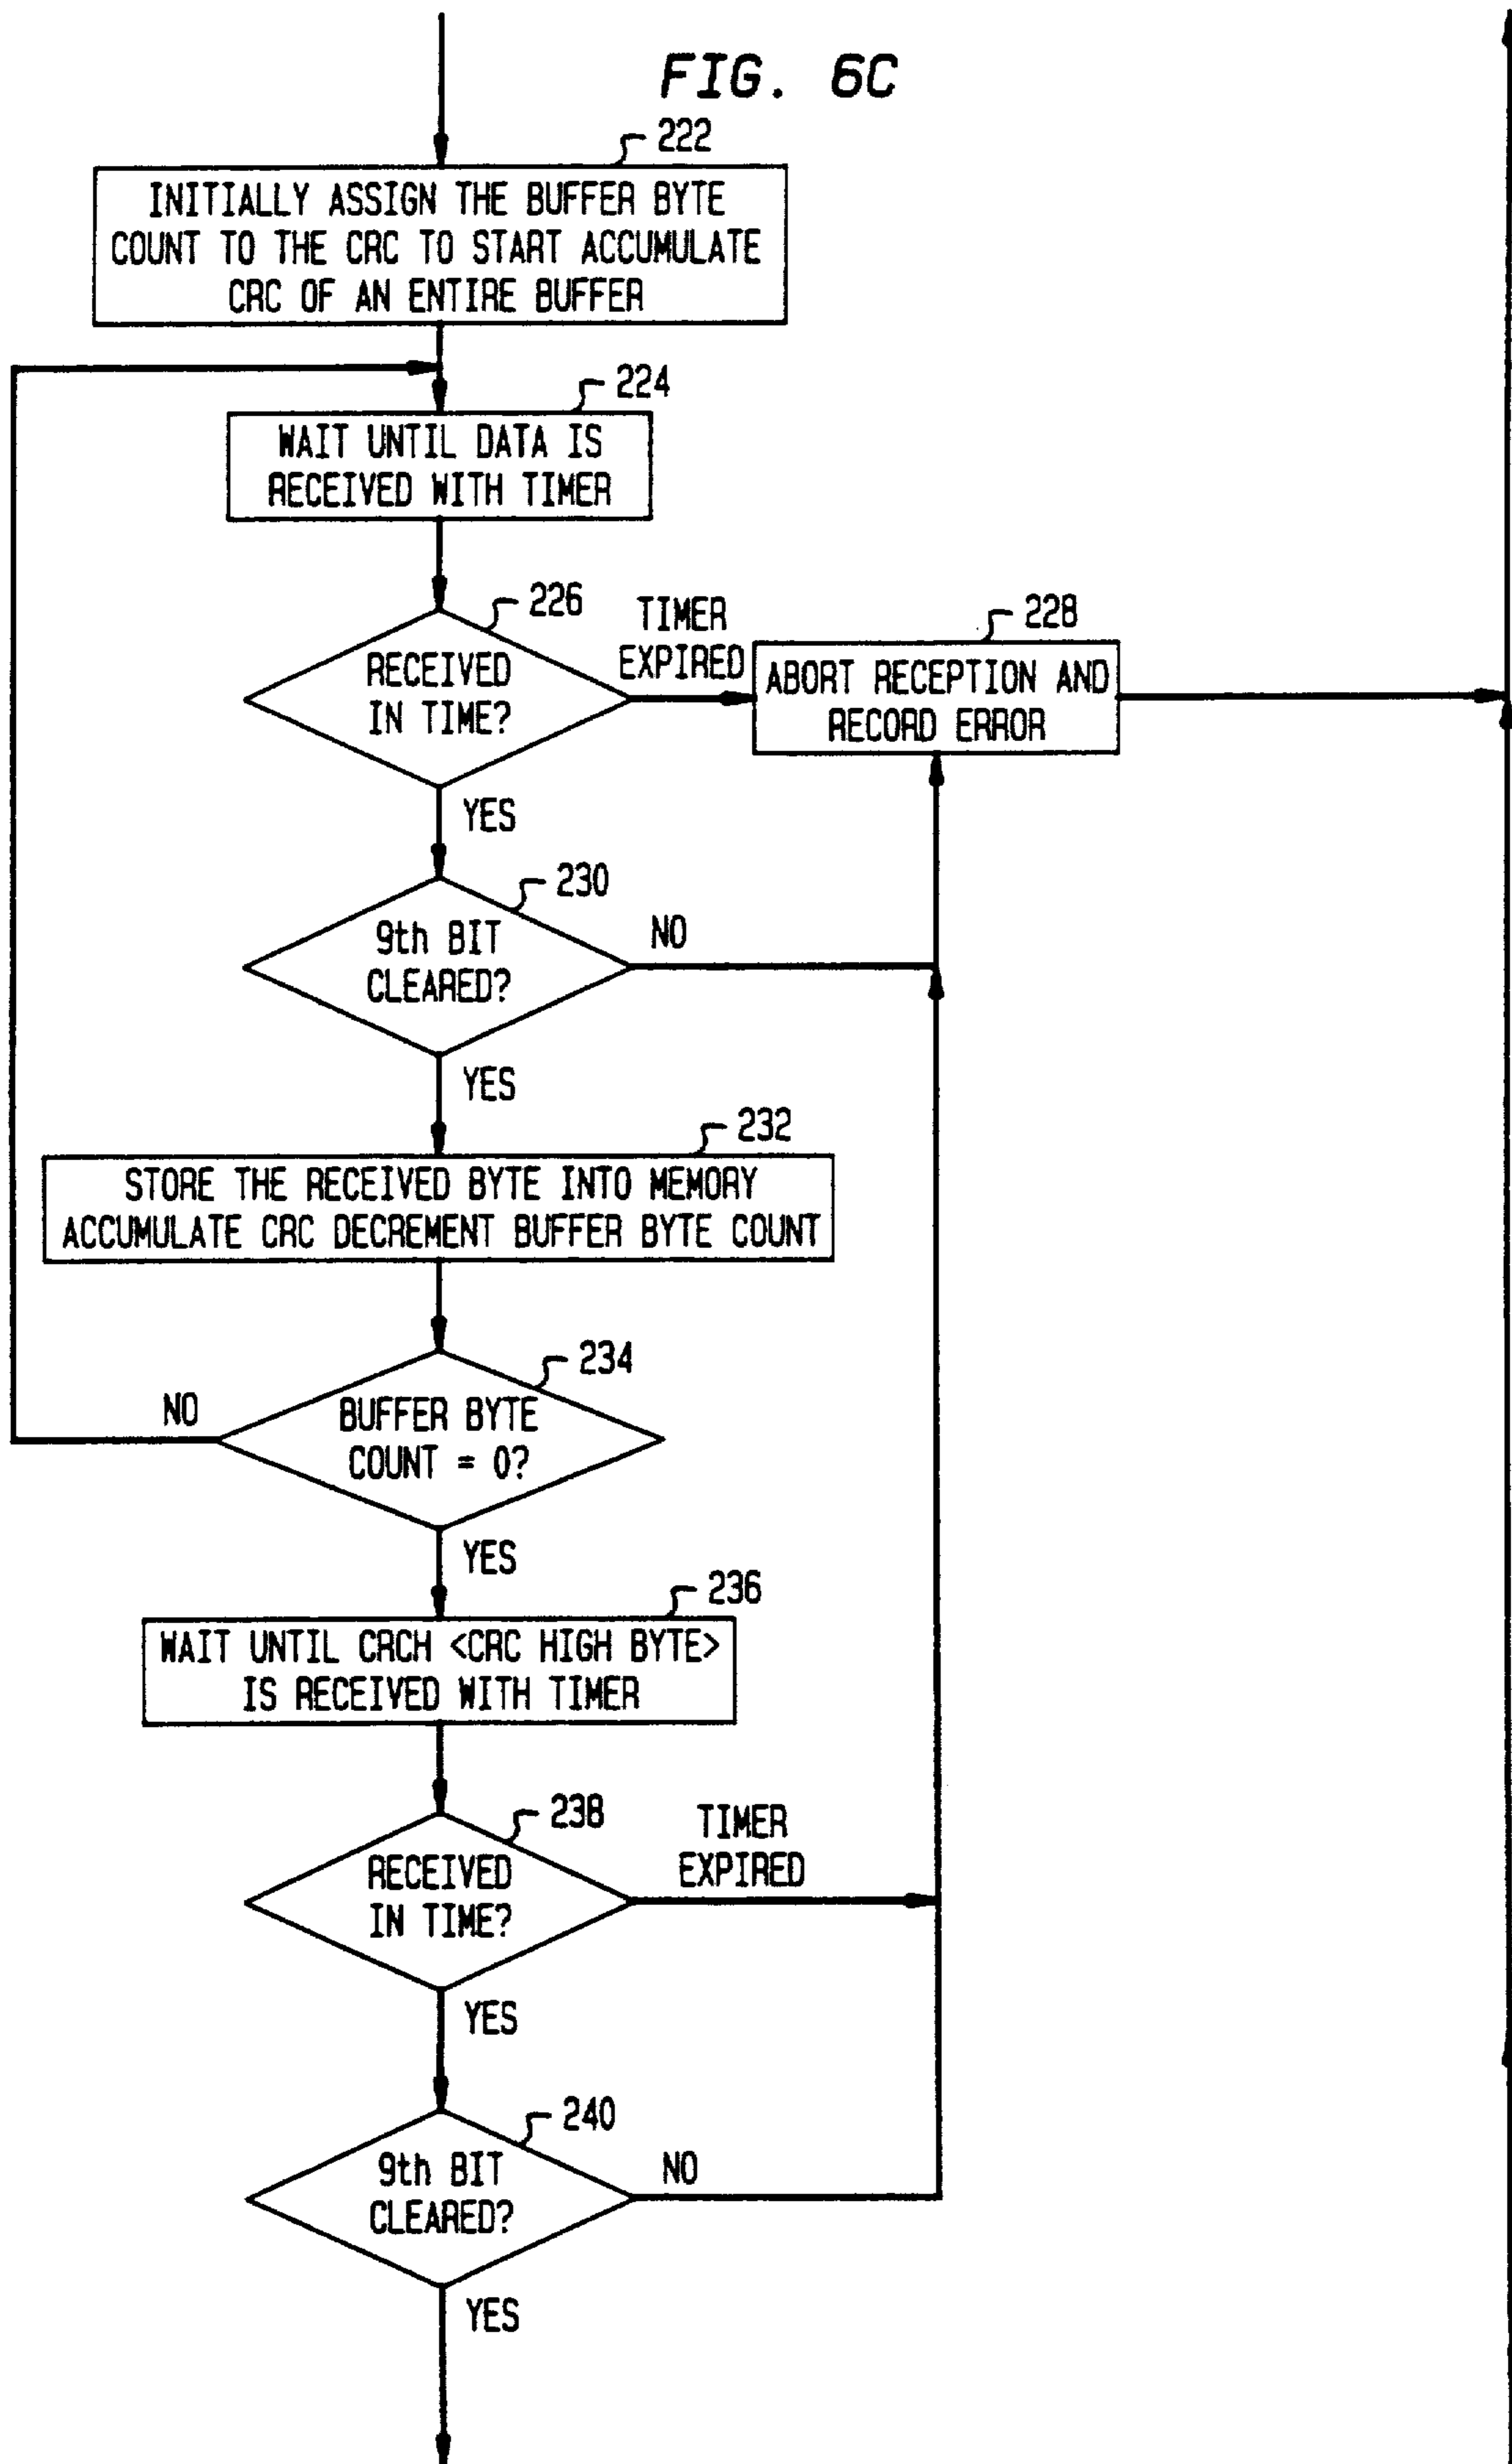 FIG. 6C
222
INITIALLY ASSIGN THE BUFFER BYTE
COUNT TO THE CRC TO START ACCUMULATE
CRC OF AN ENTIRE BUFFER
224
WAIT UNTIL DATA IS
RECEIVED WITH TIMER
226
RECEIVED
IN TIME?
TIMER
EXPIRED
228
ABORT RECEPTION AND
RECORD ERROR
YES
230
9th BIT
CLEARED?
NO
YES
232
STORE THE RECEIVED BYTE INTO MEMORY
ACCUMULATE CRC DECREMENT BUFFER BYTE COUNT
234
BUFFER BYTE
COUNT = 0?
NO
YES
236
WAIT UNTIL CRCH <CRC HIGH BYTE>
IS RECEIVED WITH TIMER
238
RECEIVED
IN TIME?
TIMER
EXPIRED
YES
240
9th BIT
CLEARED?
NO
YES